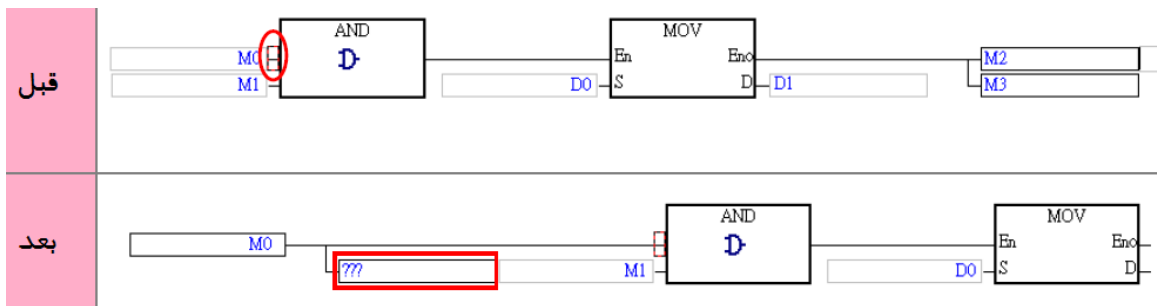 قبل
AND MOV
M0 En Eno M2
M1 D0 S D D1 M3
بعد
AND MOV
M0 En Eno
??? M1 D0 S D